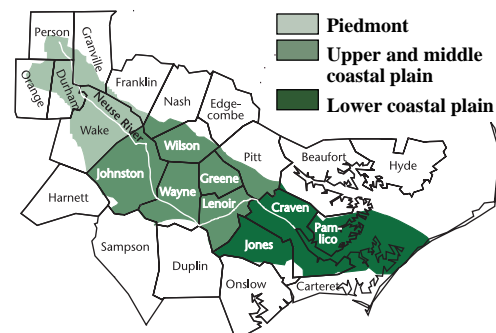 Person
Granville
Orange
Durham
Franklin
Neuse River
Nash
Edge-
combe
Wake
Wilson
Pitt
Beaufort
Hyde
Johnston
Greene
Wayne
Lenoir
Craven
Pam-
lico
Harnett
Jones
Sampson
Duplin
Onslow
Carteret
Piedmont
Upper and middle
coastal plain
Lower coastal plain